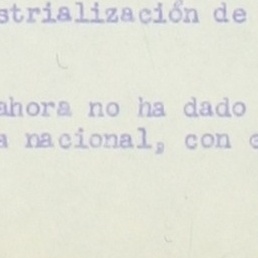 strialización de
ahora no ha dado
a nacional, con